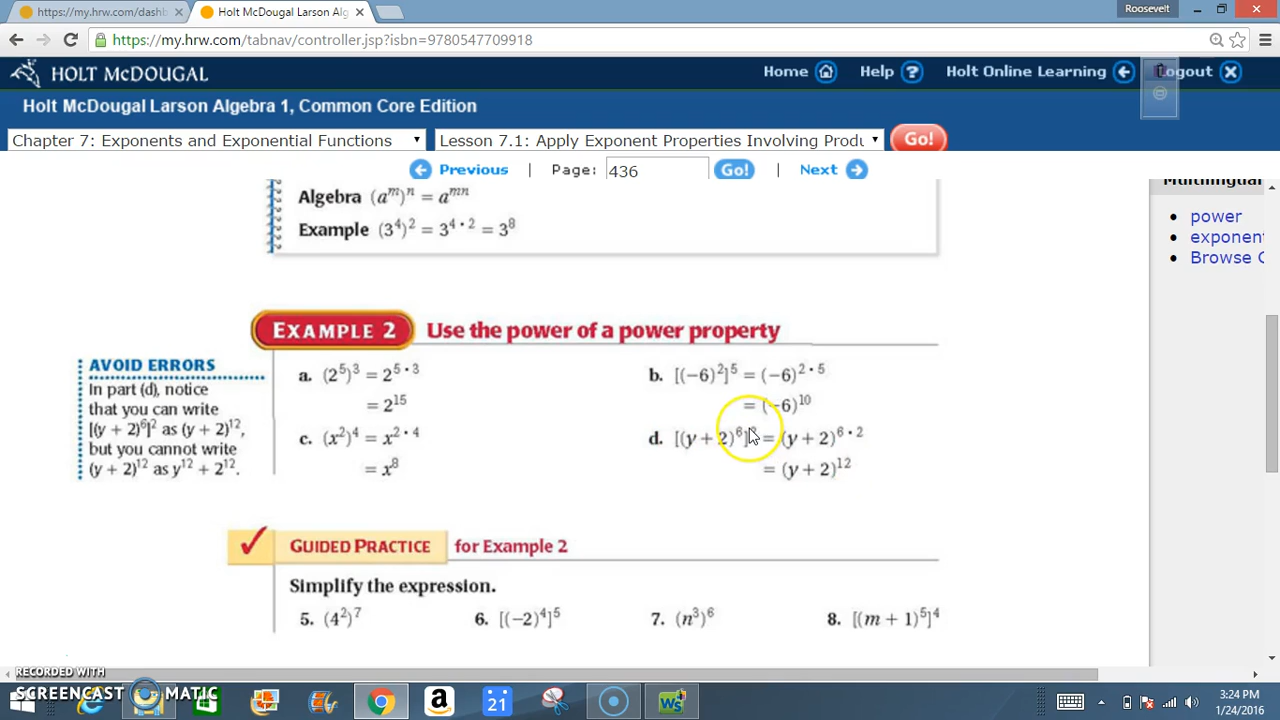 https://my.hrw.com/dashb
Holt McDougal Larson Alg
Roosevelt
https://my.hrw.com/tabnav/controller.jsp?isbn=9780547709918
HOLT McDOUGAL
Home
Help
Holt Online Learning
Logout
Holt McDougal Larson Algebra 1, Common Core Edition
Chapter 7: Exponents and Exponential Functions
Lesson 7.1: Apply Exponent Properties Involving Produ
Go!
Previous | Page: 436 Go! | Next
Multilingual
power
exponent
Browse
Algebra (a^m)^n = a^mn
Example (3^4)^2 = 3^4 · 2 = 3^8
EXAMPLE 2 Use the power of a power property
AVOID ERRORS
In part (d), notice
that you can write
[(y + 2)^6]^2 as (y + 2)^12,
but you cannot write
(y + 2)^12 as y^12 + 2^12.
a. (2^5)^3 = 2^5 · 3
= 2^15
b. [(−6)^2]^5 = (−6)^2 · 5
= (−6)^10
c. (x^2)^4 = x^2 · 4
= x^8
d. [(y + 2)^6] = (y + 2)^6 · 2
= (y + 2)^12
✓ GUIDED PRACTICE for Example 2
Simplify the expression.
5. (4^2)^7 6. [(−2)^4]^5 7. (n^3)^6 8. [(m + 1)^5]^4
RECORDED WITH
SCREENCAST MATIC
21
3:24 PM
1/24/2016